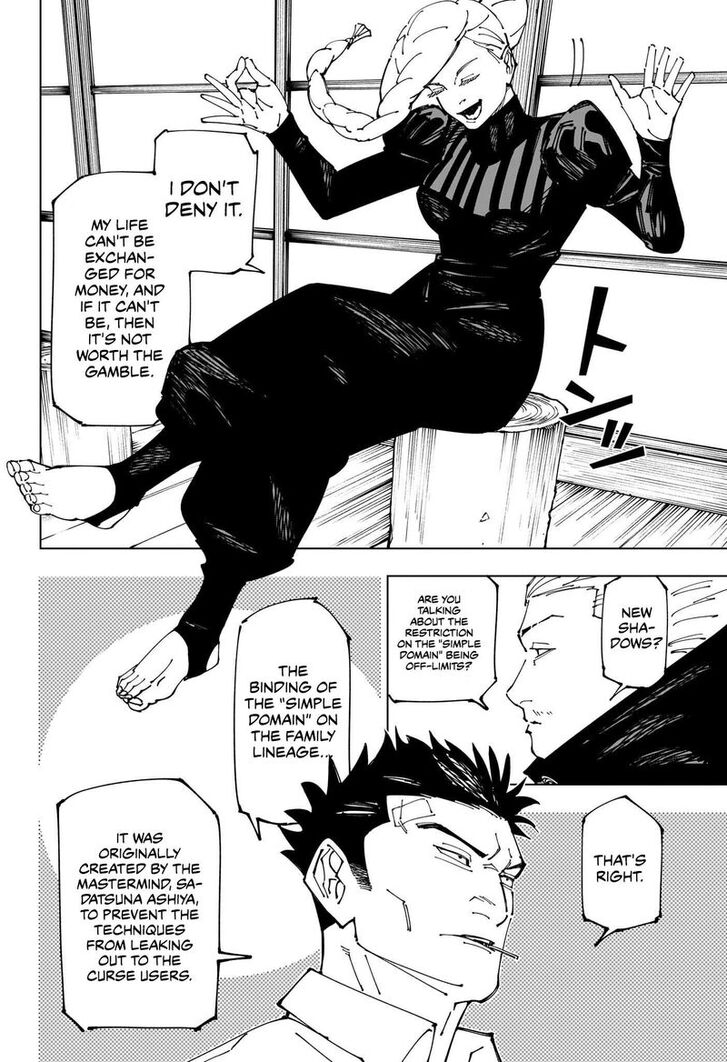 I DON'T
DENY IT.
MY LIFE
CAN'T BE
EXCHAN-
GED FOR
MONEY, AND
IF IT CAN'T
BE, THEN
IT'S NOT
WORTH THE
GAMBLE.
トンッ
NEW
SHA-
DOWS?
ARE YOU
TALKING
ABOUT THE
RESTRICTION
ON THE "SIMPLE
DOMAIN" BEING
OFF-LIMITS?
THAT'S
RIGHT.
THE
BINDING OF
THE "SIMPLE
DOMAIN" ON
THE FAMILY
LINEAGE...
IT WAS
ORIGINALLY
CREATED BY THE
MASTERMIND, SA-
DATSUNA ASHIYA,
TO PREVENT THE
TECHNIQUES
FROM LEAKING
OUT TO THE
CURSE USERS.